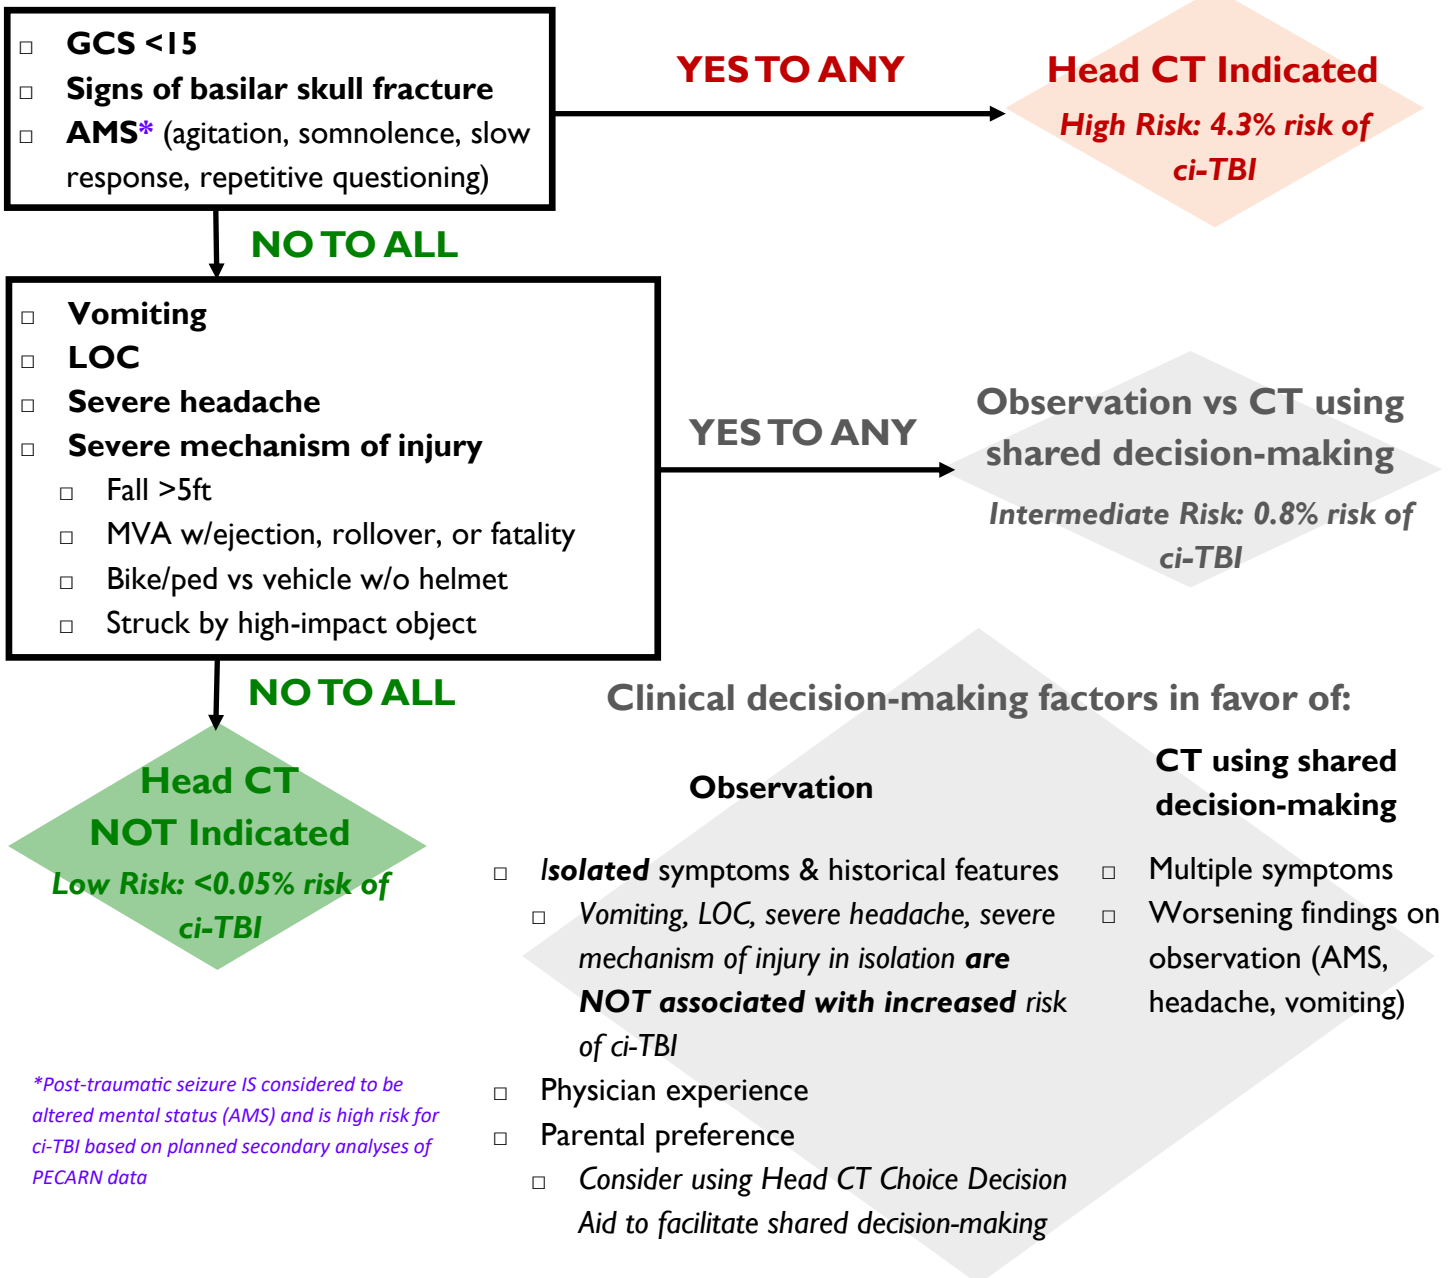 □ GCS <15
□ Signs of basilar skull fracture
□ AMS* (agitation, somnolence, slow
response, repetitive questioning)
YES TO ANY
Head CT Indicated
High Risk: 4.3% risk of
ci-TBI
NO TO ALL
□ Vomiting
□ LOC
□ Severe headache
□ Severe mechanism of injury
□ Fall >5ft
□ MVA w/ejection, rollover, or fatality
□ Bike/ped vs vehicle w/o helmet
□ Struck by high-impact object
YES TO ANY
Observation vs CT using
shared decision-making
Intermediate Risk: 0.8% risk of
ci-TBI
NO TO ALL
Head CT
NOT Indicated
Low Risk: <0.05% risk of
ci-TBI
Clinical decision-making factors in favor of:
Observation
□ Isolated symptoms & historical features
□ Vomiting, LOC, severe headache, severe
mechanism of injury in isolation are
NOT associated with increased risk
of ci-TBI
□ Physician experience
□ Parental preference
□ Consider using Head CT Choice Decision
Aid to facilitate shared decision-making
CT using shared
decision-making
□ Multiple symptoms
□ Worsening findings on
observation (AMS,
headache, vomiting)
*Post-traumatic seizure IS considered to be
altered mental status (AMS) and is high risk for
ci-TBI based on planned secondary analyses of
PECARN data